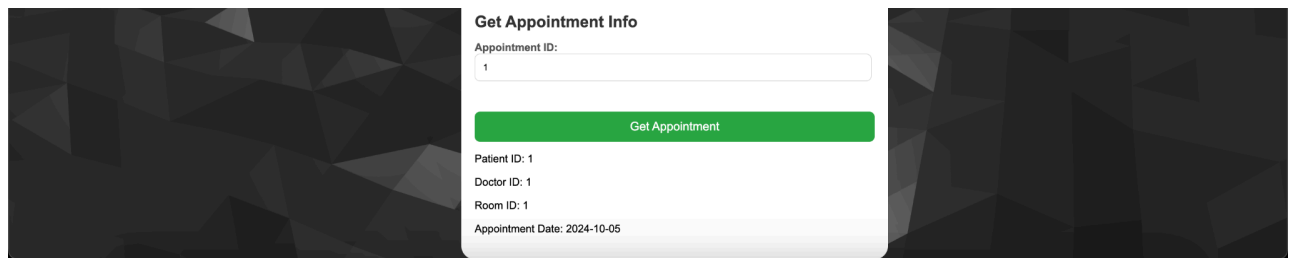 Get Appointment Info
Appointment ID:
1
Get Appointment
Patient ID: 1
Doctor ID: 1
Room ID: 1
Appointment Date: 2024-10-05